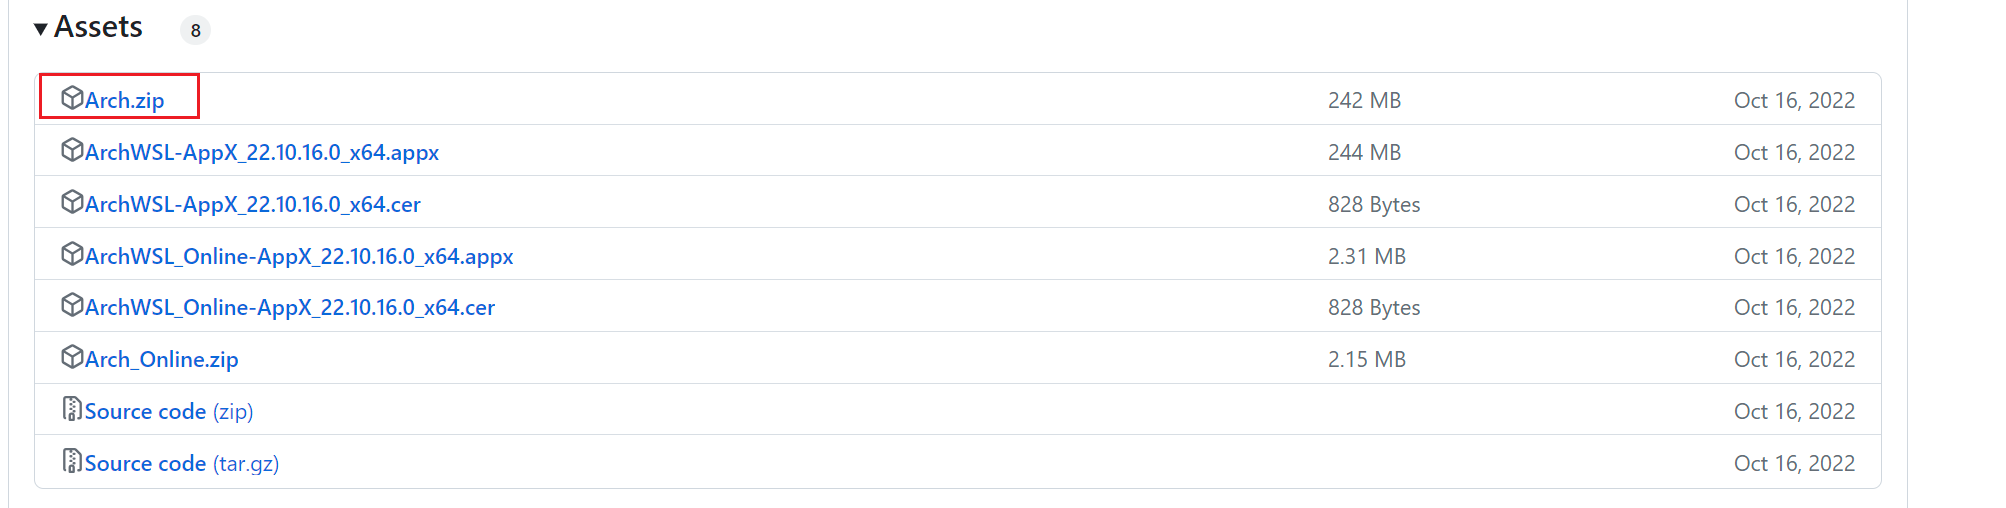 Assets 8
Arch.zip 242 MB Oct 16, 2022
ArchWSL-AppX_22.10.16.0_x64.appx 244 MB Oct 16, 2022
ArchWSL-AppX_22.10.16.0_x64.cer 828 Bytes Oct 16, 2022
ArchWSL_Online-AppX_22.10.16.0_x64.appx 2.31 MB Oct 16, 2022
ArchWSL_Online-AppX_22.10.16.0_x64.cer 828 Bytes Oct 16, 2022
Arch_Online.zip 2.15 MB Oct 16, 2022
Source code (zip) Oct 16, 2022
Source code (tar.gz) Oct 16, 2022